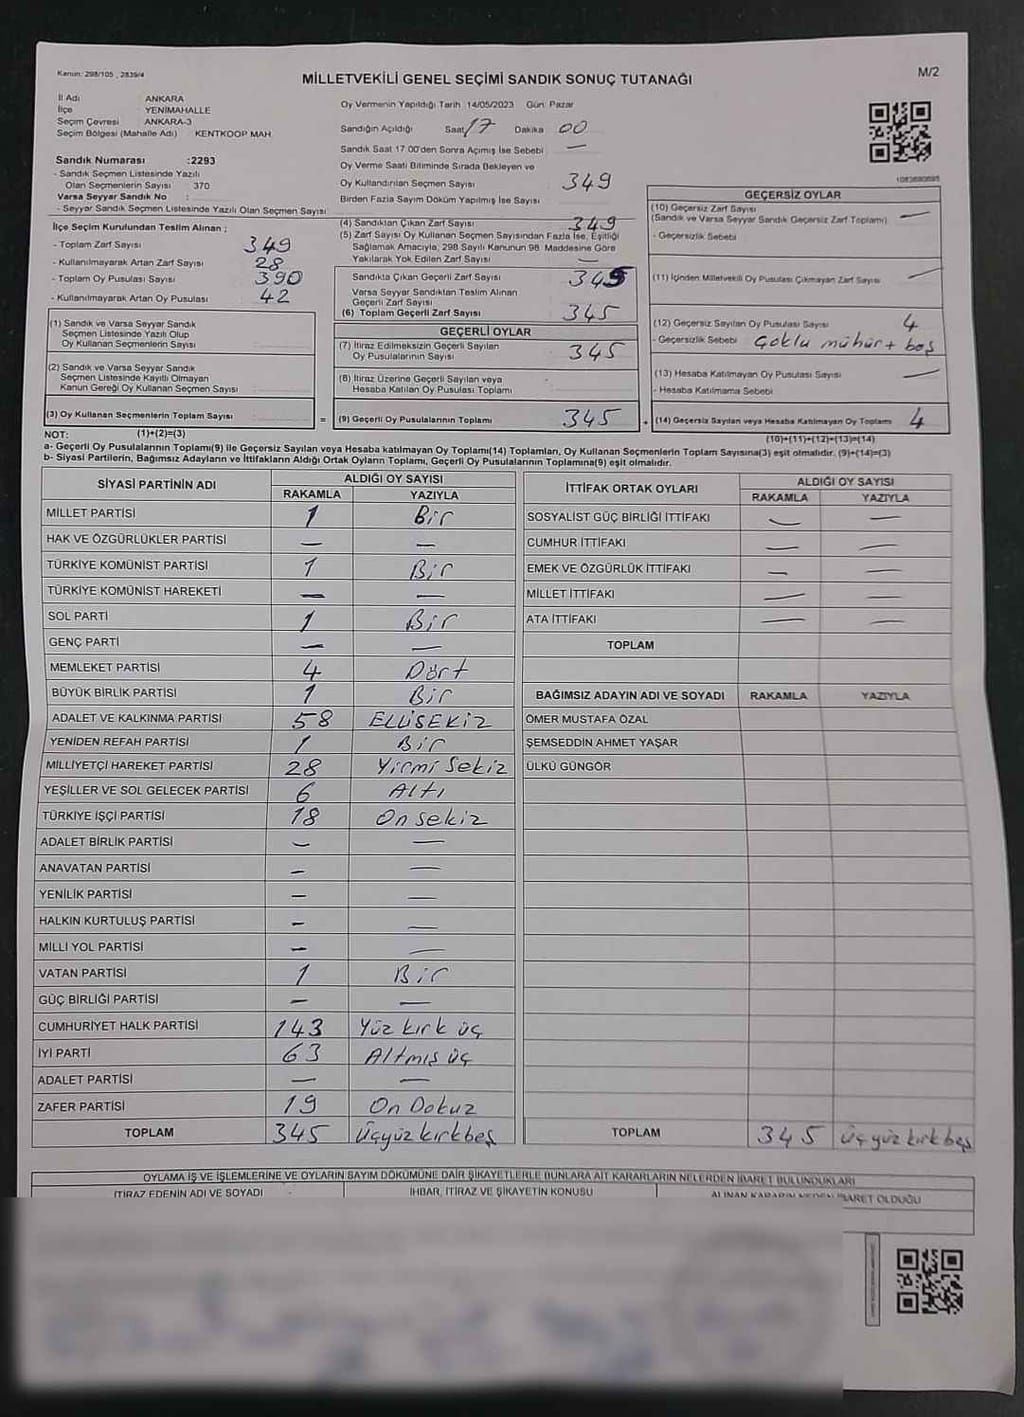 Kanun: 298/105 , 2839/4
MİLLETVEKİLİ GENEL SEÇİMİ SANDIK SONUÇ TUTANAĞI
M/2
İl Adı : ANKARA
İlçe : YENİMAHALLE
Seçim Çevresi : ANKARA-3
Seçim Bölgesi (Mahalle Adı) : KENTKOOP MAH.
Sandık Numarası :2293
- Sandık Seçmen Listesinde Yazılı
Olan Seçmenlerin Sayısı : 370
Varsa Seyyar Sandık No :
- Seyyar Sandık Seçmen Listesinde Yazılı Olan Seçmen Sayısı
İlçe Seçim Kurulundan Teslim Alınan ;
- Toplam Zarf Sayısı 349
- Kullanılmayarak Artan Zarf Sayısı 28
- Toplam Oy Pusulası Sayısı 390
- Kullanılmayarak Artan Oy Pusulası 42
(1) Sandık ve Varsa Seyyar Sandık
Seçmen Listesinde Yazılı Olup
Oy Kullanan Seçmenlerin Sayısı
(2) Sandık ve Varsa Seyyar Sandık
Seçmen Listesinde Kayıtlı Olmayan
Kanun Gereği Oy Kullanan Seçmen Sayısı
(3) Oy Kullanan Seçmenlerin Toplam Sayısı =
Oy Vermenin Yapıldığı Tarih :14/05/2023 Gün: Pazar
Sandığın Açıldığı Saat 17 Dakika 00
Sandık Saat 17.00'den Sonra Açılmış İse Sebebi —
Oy Verme Saati Bitiminde Sırada Bekleyen ve
Oy Kullandırılan Seçmen Sayısı 349
Birden Fazla Sayım Döküm Yapılmış İse Sayısı
(4) Sandıktan Çıkan Zarf Sayısı 349
(5) Zarf Sayısı Oy Kullanan Seçmen Sayısından Fazla İse, Eşitliği
Sağlamak Amacıyla, 298 Sayılı Kanunun 98. Maddesine Göre
Yakılarak Yok Edilen Zarf Sayısı —
Sandıkta Çıkan Geçerli Zarf Sayısı 345
Varsa Seyyar Sandıktan Teslim Alınan
Geçerli Zarf Sayısı
(6) Toplam Geçerli Zarf Sayısı 345
GEÇERLİ OYLAR
(7) İtiraz Edilmeksizin Geçerli Sayılan
Oy Pusulalarının Sayısı 345
(8) İtiraz Üzerine Geçerli Sayılan veya
Hesaba Katılan Oy Pusulası Toplamı
(9) Geçerli Oy Pusulalarının Toplamı 345 +
GEÇERSİZ OYLAR
(10) Geçersiz Zarf Sayısı
(Sandık ve Varsa Seyyar Sandık Geçersiz Zarf Toplamı) —
- Geçersizlik Sebebi
(11) İçinden Milletvekili Oy Pusulası Çıkmayan Zarf Sayısı —
(12) Geçersiz Sayılan Oy Pusulası Sayısı 4
- Geçersizlik Sebebi Çoklu mühür + boş
(13) Hesaba Katılmayan Oy Pusulası Sayısı —
- Hesaba Katılmama Sebebi
(14) Geçersiz Sayılan veya Hesaba Katılmayan Oy Toplamı 4
NOT: (1)+(2)=(3) (10)+(11)+(12)+(13)=(14)
a- Geçerli Oy Pusulalarının Toplamı(9) ile Geçersiz Sayılan veya Hesaba katılmayan Oy Toplamı(14) Toplamları, Oy Kullanan Seçmenlerin Toplam Sayısına(3) eşit olmalıdır. (9)+(14)=(3)
b- Siyasi Partilerin, Bağımsız Adayların ve İttifakların Aldığı Ortak Oyların Toplamı, Geçerli Oy Pusulalarının Toplamına(9) eşit olmalıdır.
SİYASİ PARTİNİN ADI ALDIĞI OY SAYISI
RAKAMLA YAZIYLA
MİLLET PARTİSİ 1 Bir
HAK VE ÖZGÜRLÜKLER PARTİSİ — —
TÜRKİYE KOMÜNİST PARTİSİ 1 Bir
TÜRKİYE KOMÜNİST HAREKETİ — —
SOL PARTİ 1 Bir
GENÇ PARTİ — —
MEMLEKET PARTİSİ 4 Dört
BÜYÜK BİRLİK PARTİSİ 1 Bir
ADALET VE KALKINMA PARTİSİ 58 ELLİSEKİZ
YENİDEN REFAH PARTİSİ 1 Bir
MİLLİYETÇİ HAREKET PARTİSİ 28 Yirmi Sekiz
YEŞİLLER VE SOL GELECEK PARTİSİ 6 Altı
TÜRKİYE İŞÇİ PARTİSİ 18 On sekiz
ADALET BİRLİK PARTİSİ — —
ANAVATAN PARTİSİ — —
YENİLİK PARTİSİ — —
HALKIN KURTULUŞ PARTİSİ — —
MİLLİ YOL PARTİSİ — —
VATAN PARTİSİ 1 Bir
GÜÇ BİRLİĞİ PARTİSİ — —
CUMHURİYET HALK PARTİSİ 143 Yüz kırk üç
İYİ PARTİ 63 Altmış üç
ADALET PARTİSİ — —
ZAFER PARTİSİ 19 On Dokuz
TOPLAM 345 Üçyüz kırkbeş
İTTİFAK ORTAK OYLARI ALDIĞI OY SAYISI
RAKAMLA YAZIYLA
SOSYALİST GÜÇ BİRLİĞİ İTTİFAKI — —
CUMHUR İTTİFAKI — —
EMEK VE ÖZGÜRLÜK İTTİFAKI — —
MİLLET İTTİFAKI — —
ATA İTTİFAKI — —
TOPLAM
BAĞIMSIZ ADAYIN ADI VE SOYADI RAKAMLA YAZIYLA
ÖMER MUSTAFA ÖZAL
ŞEMSEDDİN AHMET YAŞAR
ÜLKÜ GÜNGÖR
TOPLAM 345 üçyüz kırk beş
OYLAMA İŞ VE İŞLEMLERİNE VE OYLARIN SAYIM DÖKÜMÜNE DAİR ŞİKAYETLERLE BUNLARA AİT KARARLARIN NELERDEN İBARET BULUNDUKLARI
İTİRAZ EDENİN ADI VE SOYADI İHBAR, İTİRAZ VE ŞİKAYETİN KONUSU ALINAN KARARIN NEDEN İBARET OLDUĞU